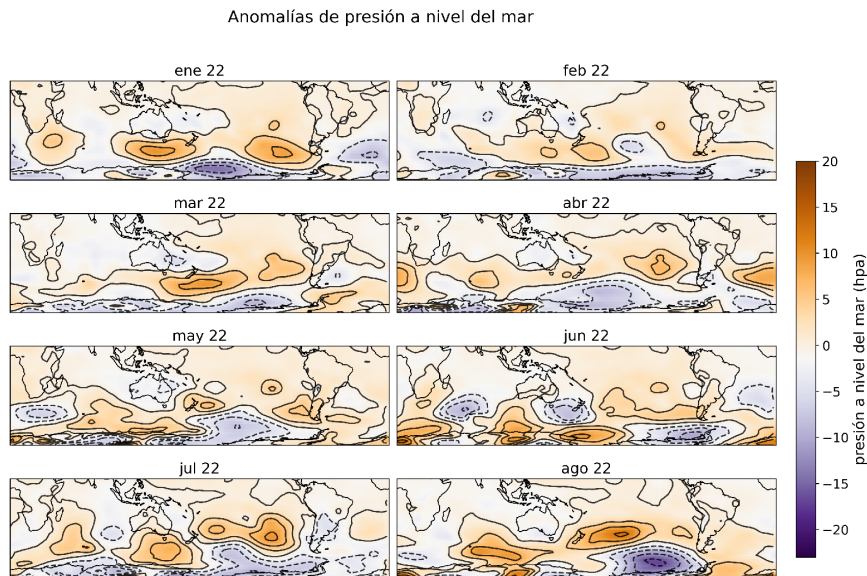 Anomalías de presión a nivel del mar
ene 22
feb 22
mar 22
abr 22
may 22
jun 22
jul 22
ago 22
20
15
10
5
0
−5
−10
−15
−20
presión a nivel del mar (hpa)